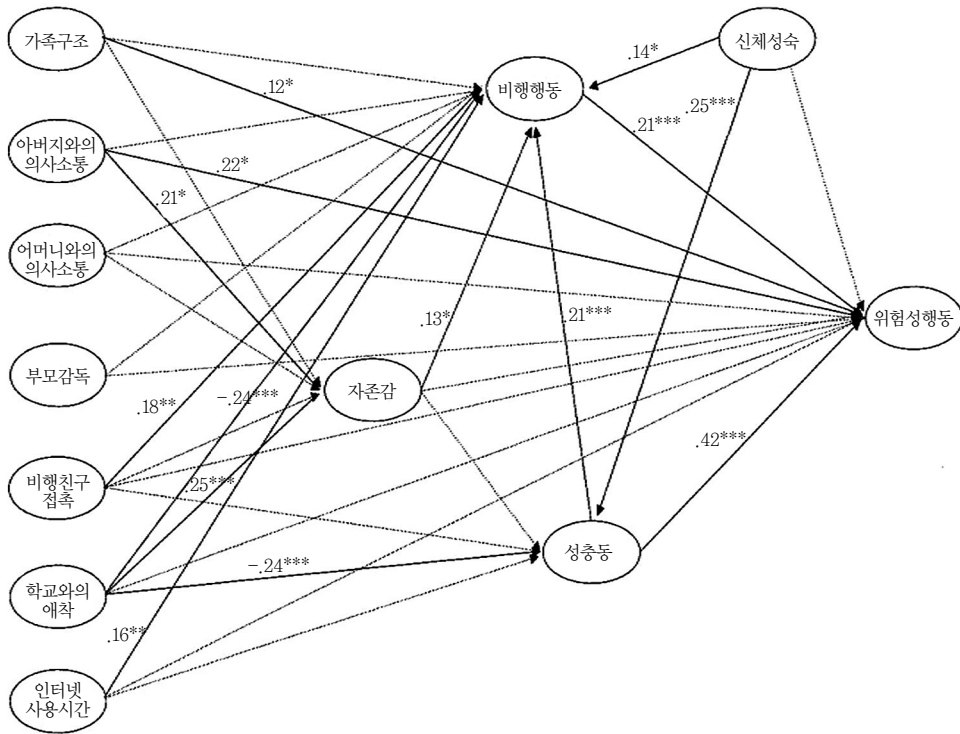 가족구조
신체성숙
.14*
비행행동
.12*
.25***
.21***
아버지와의
의사소통
.22*
.21*
어머니와의
의사소통
.13*
.21***
위험성행동
부모감독
자존감
.18**
-.24***
.42***
비행친구
접촉
.25***
성충동
-.24***
학교와의
애착
.16**
인터넷
사용시간